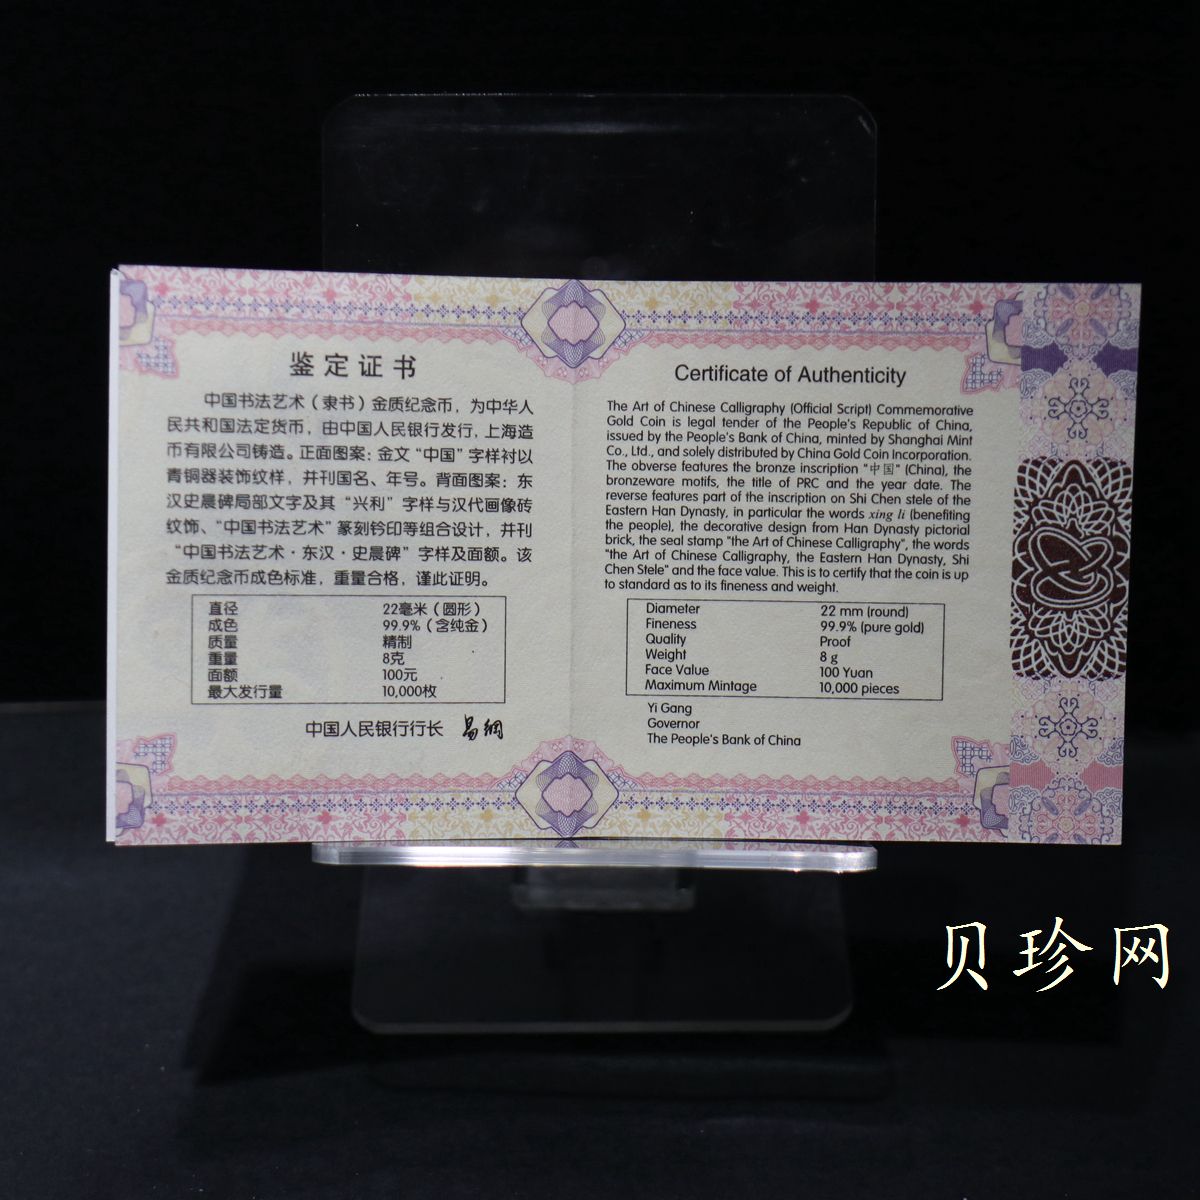 鉴定证书
中国书法艺术（隶书）金质纪念币，为中华人
民共和国法定货币，由中国人民银行发行，上海造
币有限公司铸造。正面图案：金文“中国”字样衬以
青铜器装饰纹样，并刊国名、年号。背面图案：东
汉史晨碑局部文字及其“兴利”字样与汉代画像砖
纹饰、“中国书法艺术”篆刻钤印等组合设计，并刊
“中国书法艺术·东汉·史晨碑”字样及面额。该
金质纪念币成色标准，重量合格，谨此证明。
直径 22毫米（圆形）
成色 99.9%（含纯金）
质量 精制
重量 8克
面额 100元
最大发行量 10,000枚
中国人民银行行长 易纲
Certificate of Authenticity
The Art of Chinese Calligraphy (Official Script) Commemorative
Gold Coin is legal tender of the People's Republic of China,
issued by the People's Bank of China, minted by Shanghai Mint
Co., Ltd., and solely distributed by China Gold Coin Incorporation.
The obverse features the bronze inscription "中国" (China), the
bronzeware motifs, the title of PRC and the year date. The
reverse features part of the inscription on Shi Chen stele of the
Eastern Han Dynasty, in particular the words xing li (benefiting
the people), the decorative design from Han Dynasty pictorial
brick, the seal stamp "the Art of Chinese Calligraphy", the words
"the Art of Chinese Calligraphy, the Eastern Han Dynasty, Shi
Chen Stele" and the face value. This is to certify that the coin is up
to standard as to its fineness and weight.
Diameter 22 mm (round)
Fineness 99.9% (pure gold)
Quality Proof
Weight 8 g
Face Value 100 Yuan
Maximum Mintage 10,000 pieces
Yi Gang
Governor
The People's Bank of China
贝珍网